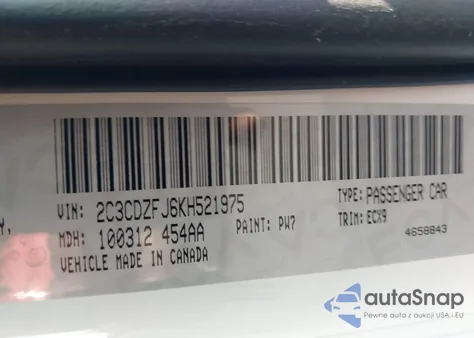 VIN: 2C3CDZFJ6KH521975
TYPE: PASSENGER CAR
Y,
MDH: 100312 454AA
PAINT: PW7
TRIM: ECX9
VEHICLE MADE IN CANADA
4658843
autoSnap
Pewne auta z aukcji USA i EU